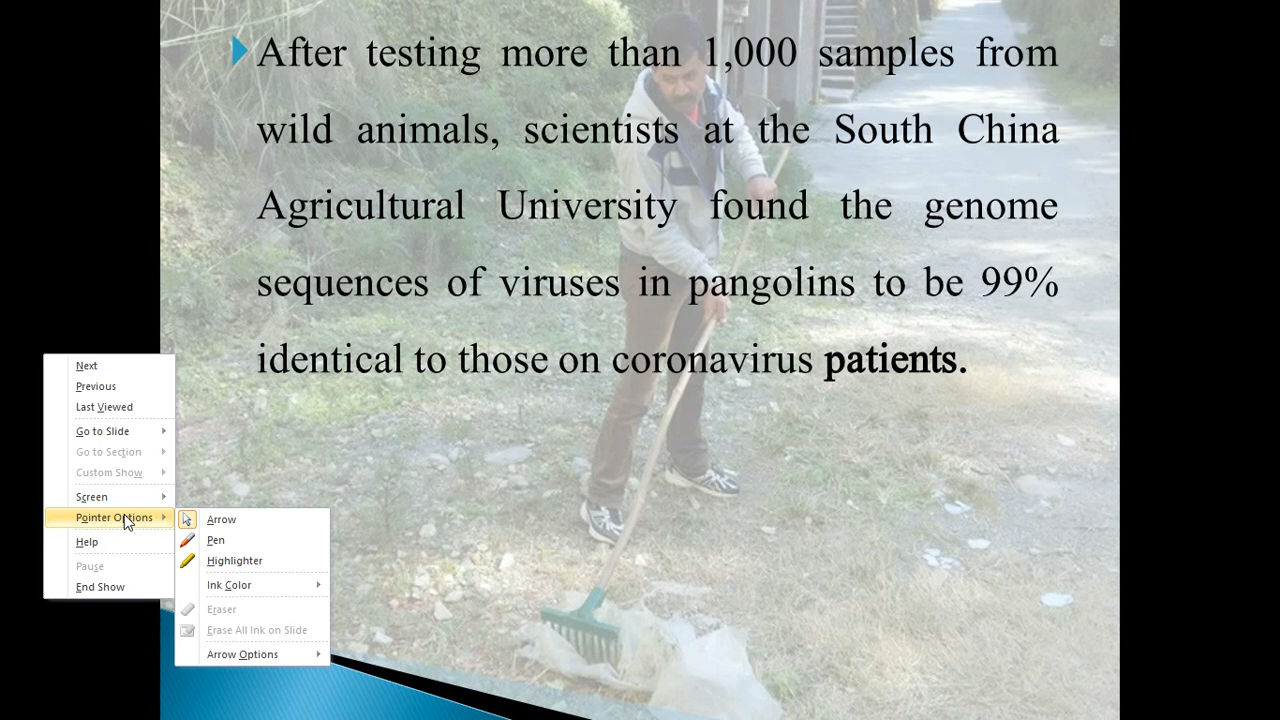 After testing more than 1,000 samples from
wild animals, scientists at the South China
Agricultural University found the genome
sequences of viruses in pangolins to be 99%
identical to those on coronavirus patients.
Next
Previous
Last Viewed
Go to Slide
Go to Section
Custom Show
Screen
Pointer Options
Help
Pause
End Show
Arrow
Pen
Highlighter
Ink Color
Eraser
Erase All Ink on Slide
Arrow Options